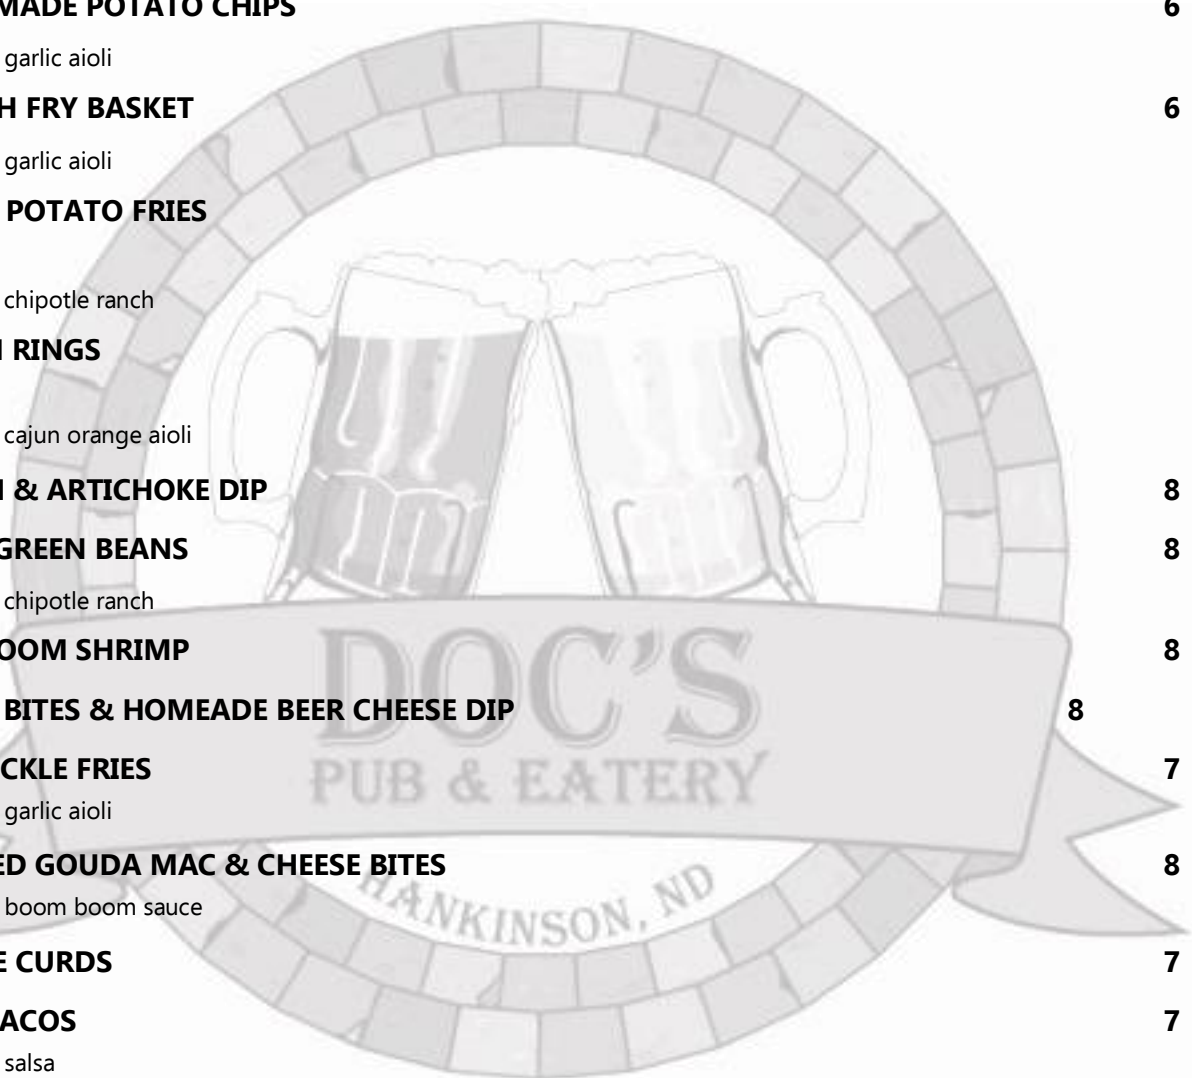 MADE POTATO CHIPS 6
garlic aioli
H FRY BASKET 6
garlic aioli
POTATO FRIES
chipotle ranch
RINGS
cajun orange aioli
& ARTICHOKE DIP 8
GREEN BEANS 8
chipotle ranch
OOM SHRIMP 8
BITES & HOMEADE BEER CHEESE DIP 8
DOC'S
PUB & EATERY
CKLE FRIES 7
garlic aioli
ED GOUDA MAC & CHEESE BITES 8
boom boom sauce
HANKINSON, ND
E CURDS 7
ACOS 7
salsa